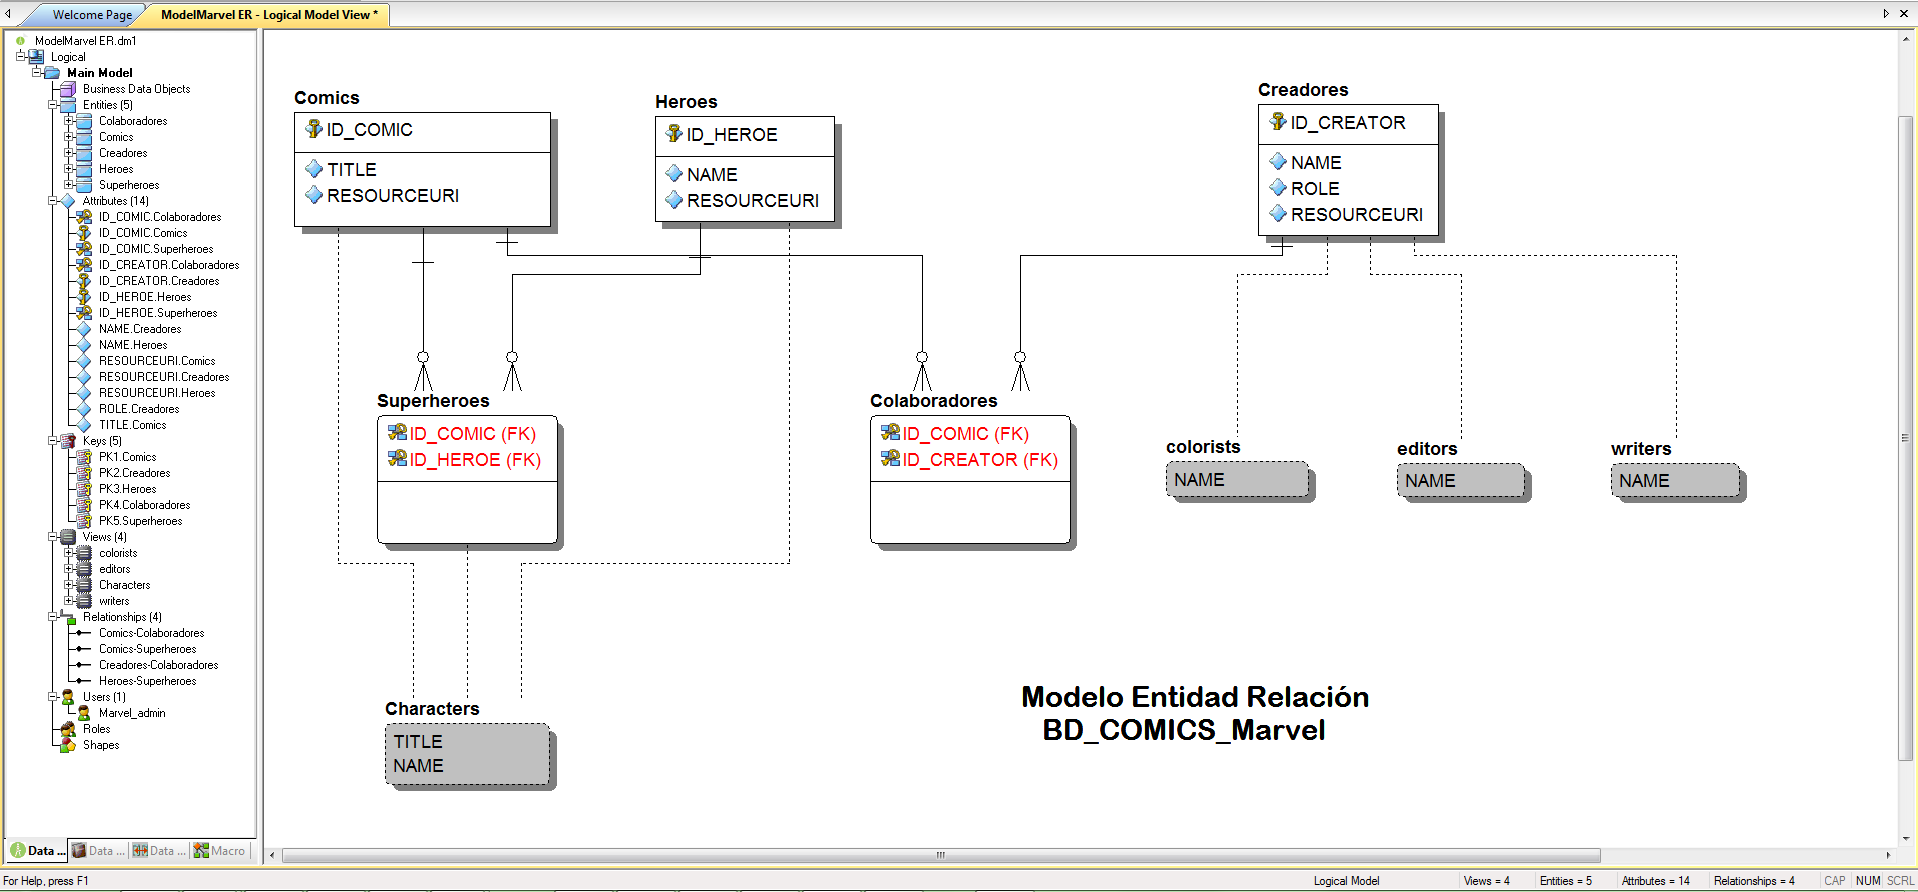 Welcome Page
ModelMarvel ER - Logical Model View *
ModelMarvel ER.dm1
Logical
Main Model
Business Data Objects
Entities (5)
Colaboradores
Comics
Creadores
Heroes
Superheroes
Attributes (14)
ID_COMIC.Colaboradores
ID_COMIC.Comics
ID_COMIC.Superheroes
ID_CREATOR.Colaboradores
ID_CREATOR.Creadores
ID_HEROE.Heroes
ID_HEROE.Superheroes
NAME.Creadores
NAME.Heroes
RESOURCEURI.Comics
RESOURCEURI.Creadores
RESOURCEURI.Heroes
ROLE.Creadores
TITLE.Comics
Keys (5)
PK1.Comics
PK2.Creadores
PK3.Heroes
PK4.Colaboradores
PK5.Superheroes
Views (4)
colorists
editors
Characters
writers
Relationships (4)
Comics-Colaboradores
Comics-Superheroes
Creadores-Colaboradores
Heroes-Superheroes
Users (1)
Marvel_admin
Roles
Shapes
Data ...
Data ...
Data ...
Macro
Comics
ID_COMIC
TITLE
RESOURCEURI
Heroes
ID_HEROE
NAME
RESOURCEURI
Creadores
ID_CREATOR
NAME
ROLE
RESOURCEURI
Superheroes
ID_COMIC (FK)
ID_HEROE (FK)
Colaboradores
ID_COMIC (FK)
ID_CREATOR (FK)
colorists
NAME
editors
NAME
writers
NAME
Characters
TITLE
NAME
Modelo Entidad Relación
BD_COMICS_Marvel
For Help, press F1
Logical Model
Views = 4
Entities = 5
Attributes = 14
Relationships = 4
CAP
NUM
SCRL